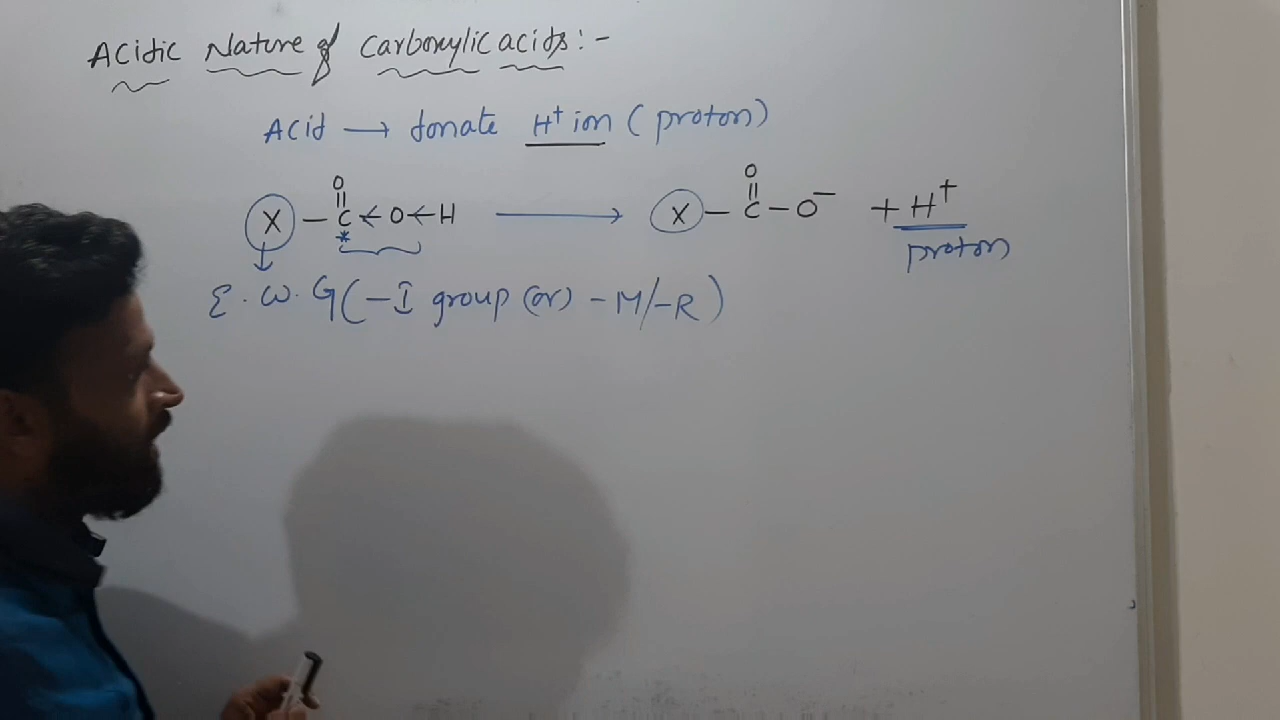 Acidic Nature of Carboxylic acids :-
Acid → donate H⁺ ion (proton)
O O
|| ||
X - C ← O ← H → X - C - O⁻ + H⁺
* proton
E.W.G (-I group (or) -M/-R)